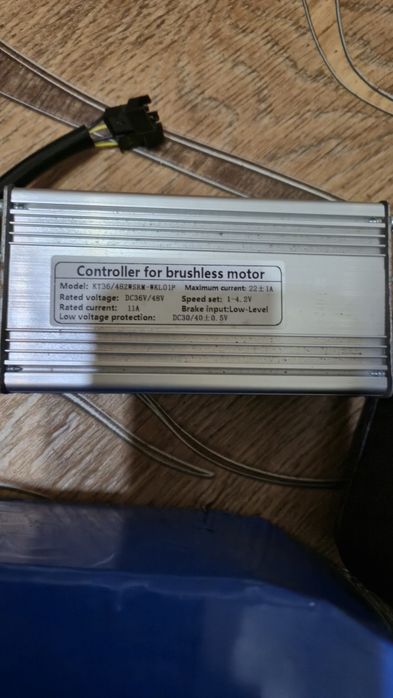 Controller for brushless motor
Model: KT36/48ZWSRM-WKL01P Maximum current: 22±1A
Rated voltage: DC36V/48V Speed set: 1-4.2V
Rated current: 11A Brake input:Low-Level
Low voltage protection: DC30/40±0.5V